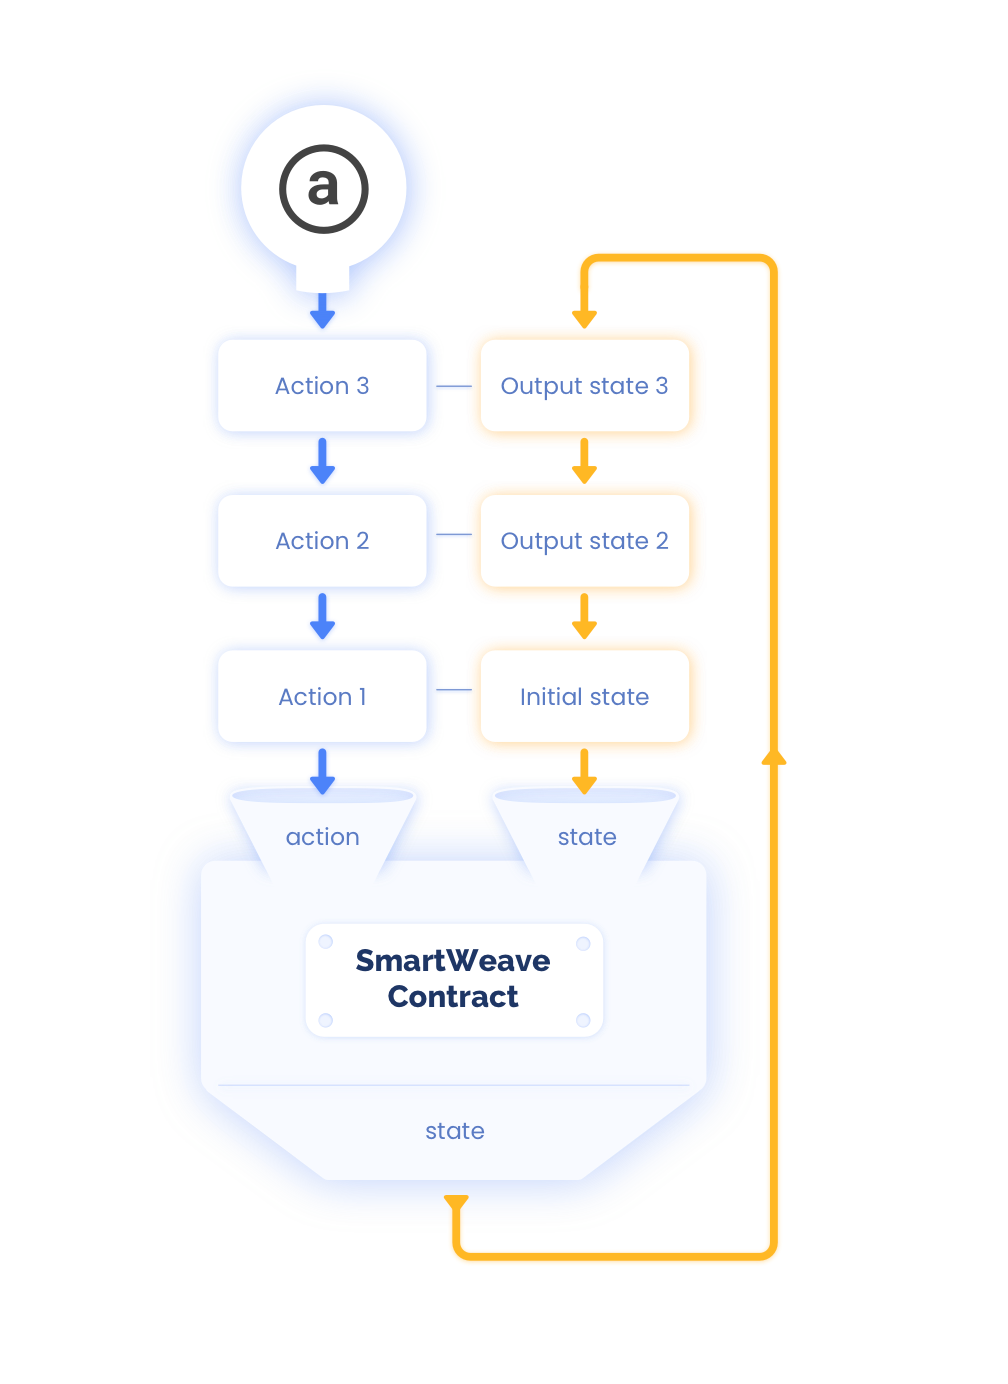 a
Action 3
Output state 3
Action 2
Output state 2
Action 1
Initial state
action
state
SmartWeave
Contract
state